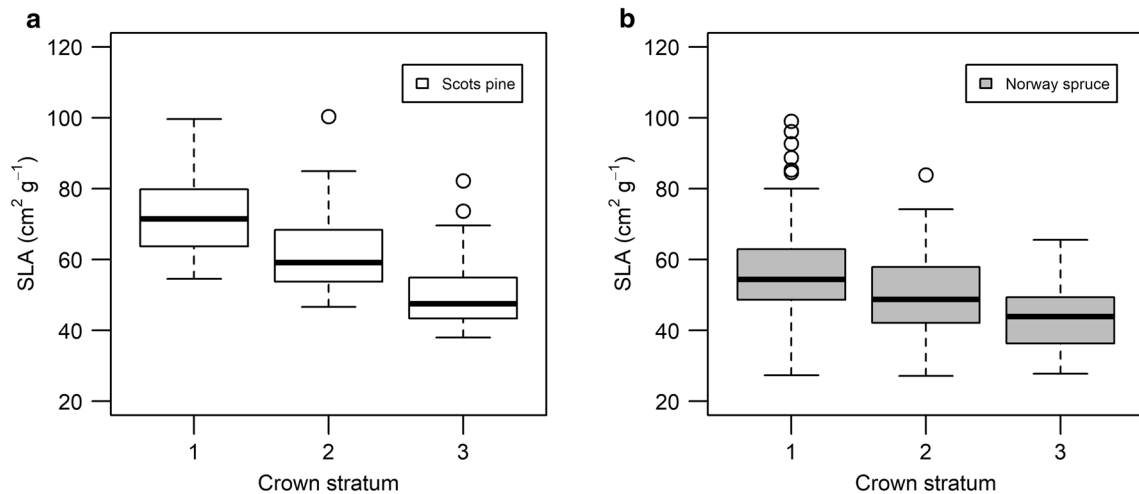 a
120
100
80
60
40
20
SLA (cm² g⁻¹)
Scots pine
1 2 3
Crown stratum
b
120
100
80
60
40
20
SLA (cm² g⁻¹)
Norway spruce
1 2 3
Crown stratum